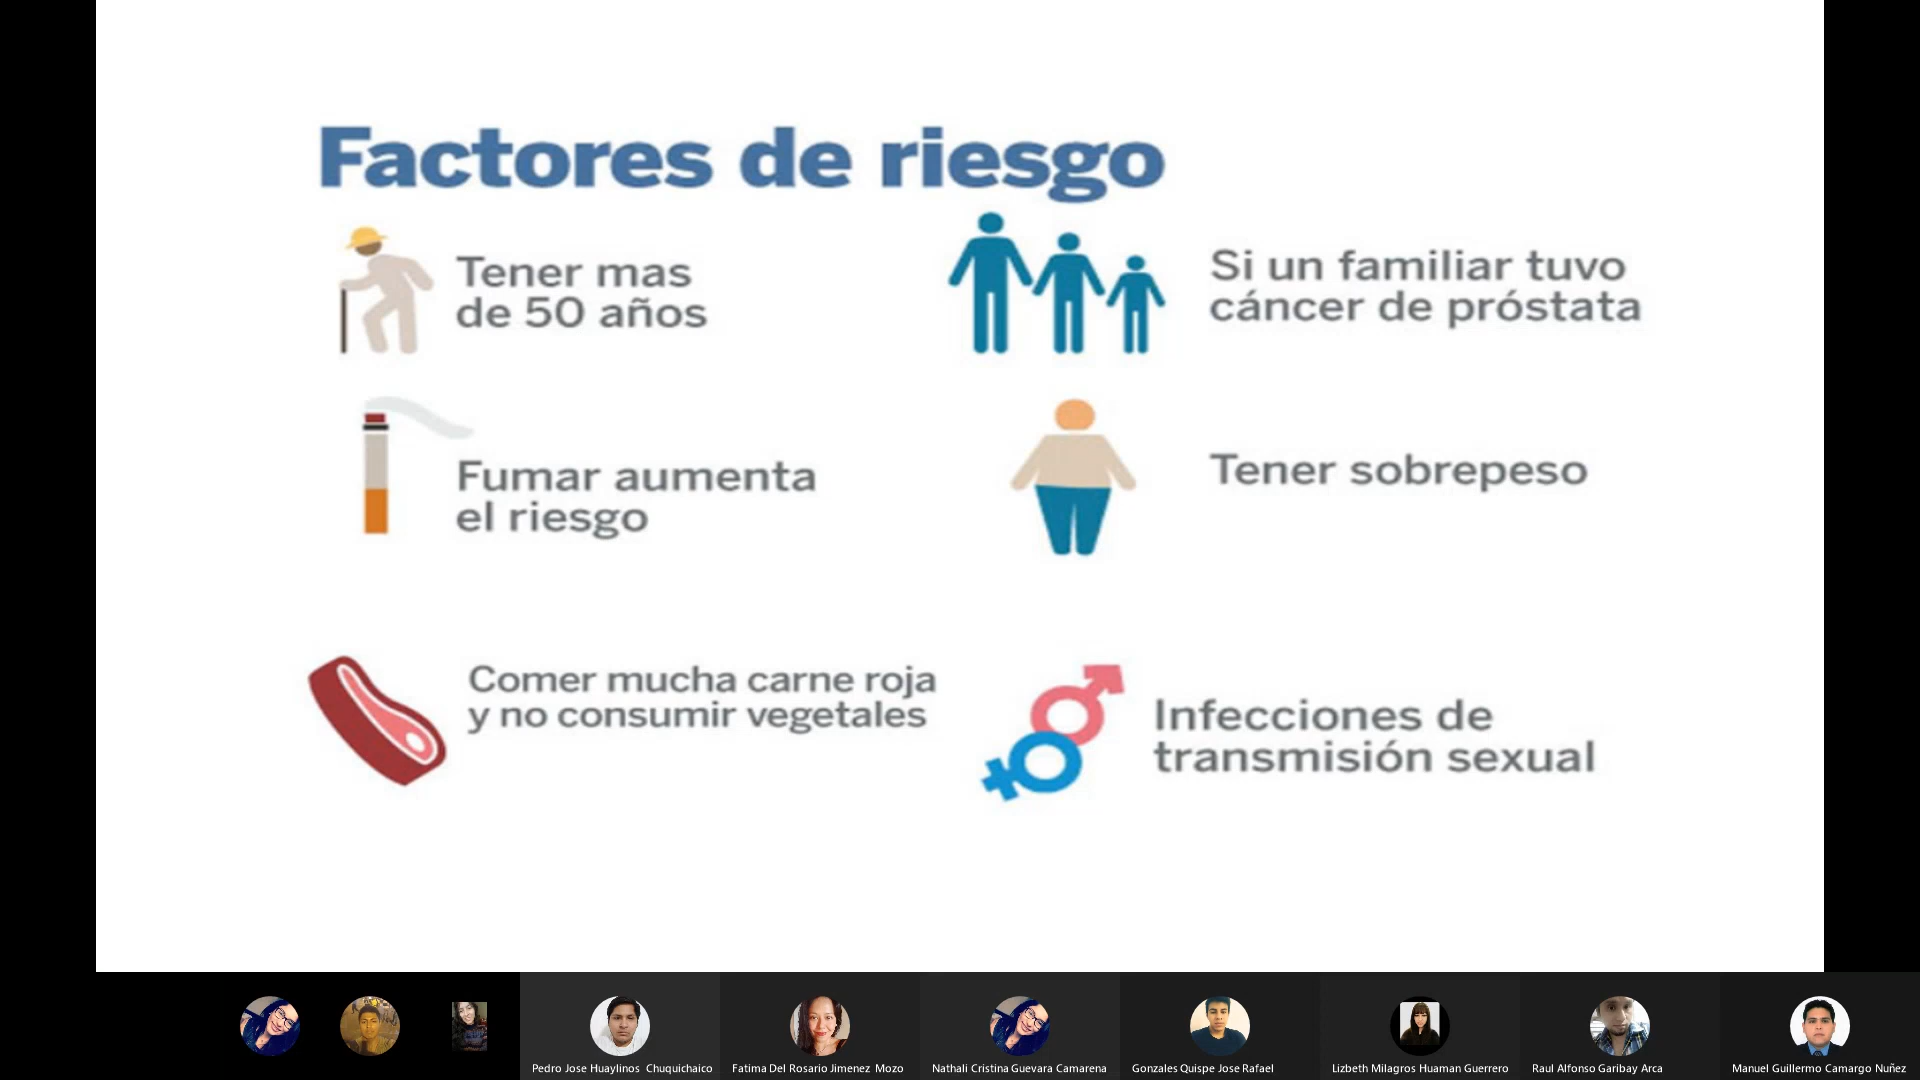 Factores de riesgo
Tener mas
de 50 años
Si un familiar tuvo
cáncer de próstata
Fumar aumenta
el riesgo
Tener sobrepeso
Comer mucha carne roja
y no consumir vegetales
Infecciones de
transmisión sexual
Pedro Jose Huaylinos Chuquichaico
Fatima Del Rosario Jimenez Mozo
Nathali Cristina Guevara Camarena
Gonzales Quispe Jose Rafael
Lizbeth Milagros Huaman Guerrero
Raul Alfonso Garibay Arca
Manuel Guillermo Camargo Nuñez